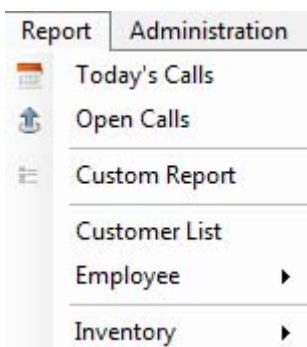 Report Administration
Today's Calls
Open Calls
Custom Report
Customer List
Employee
Inventory